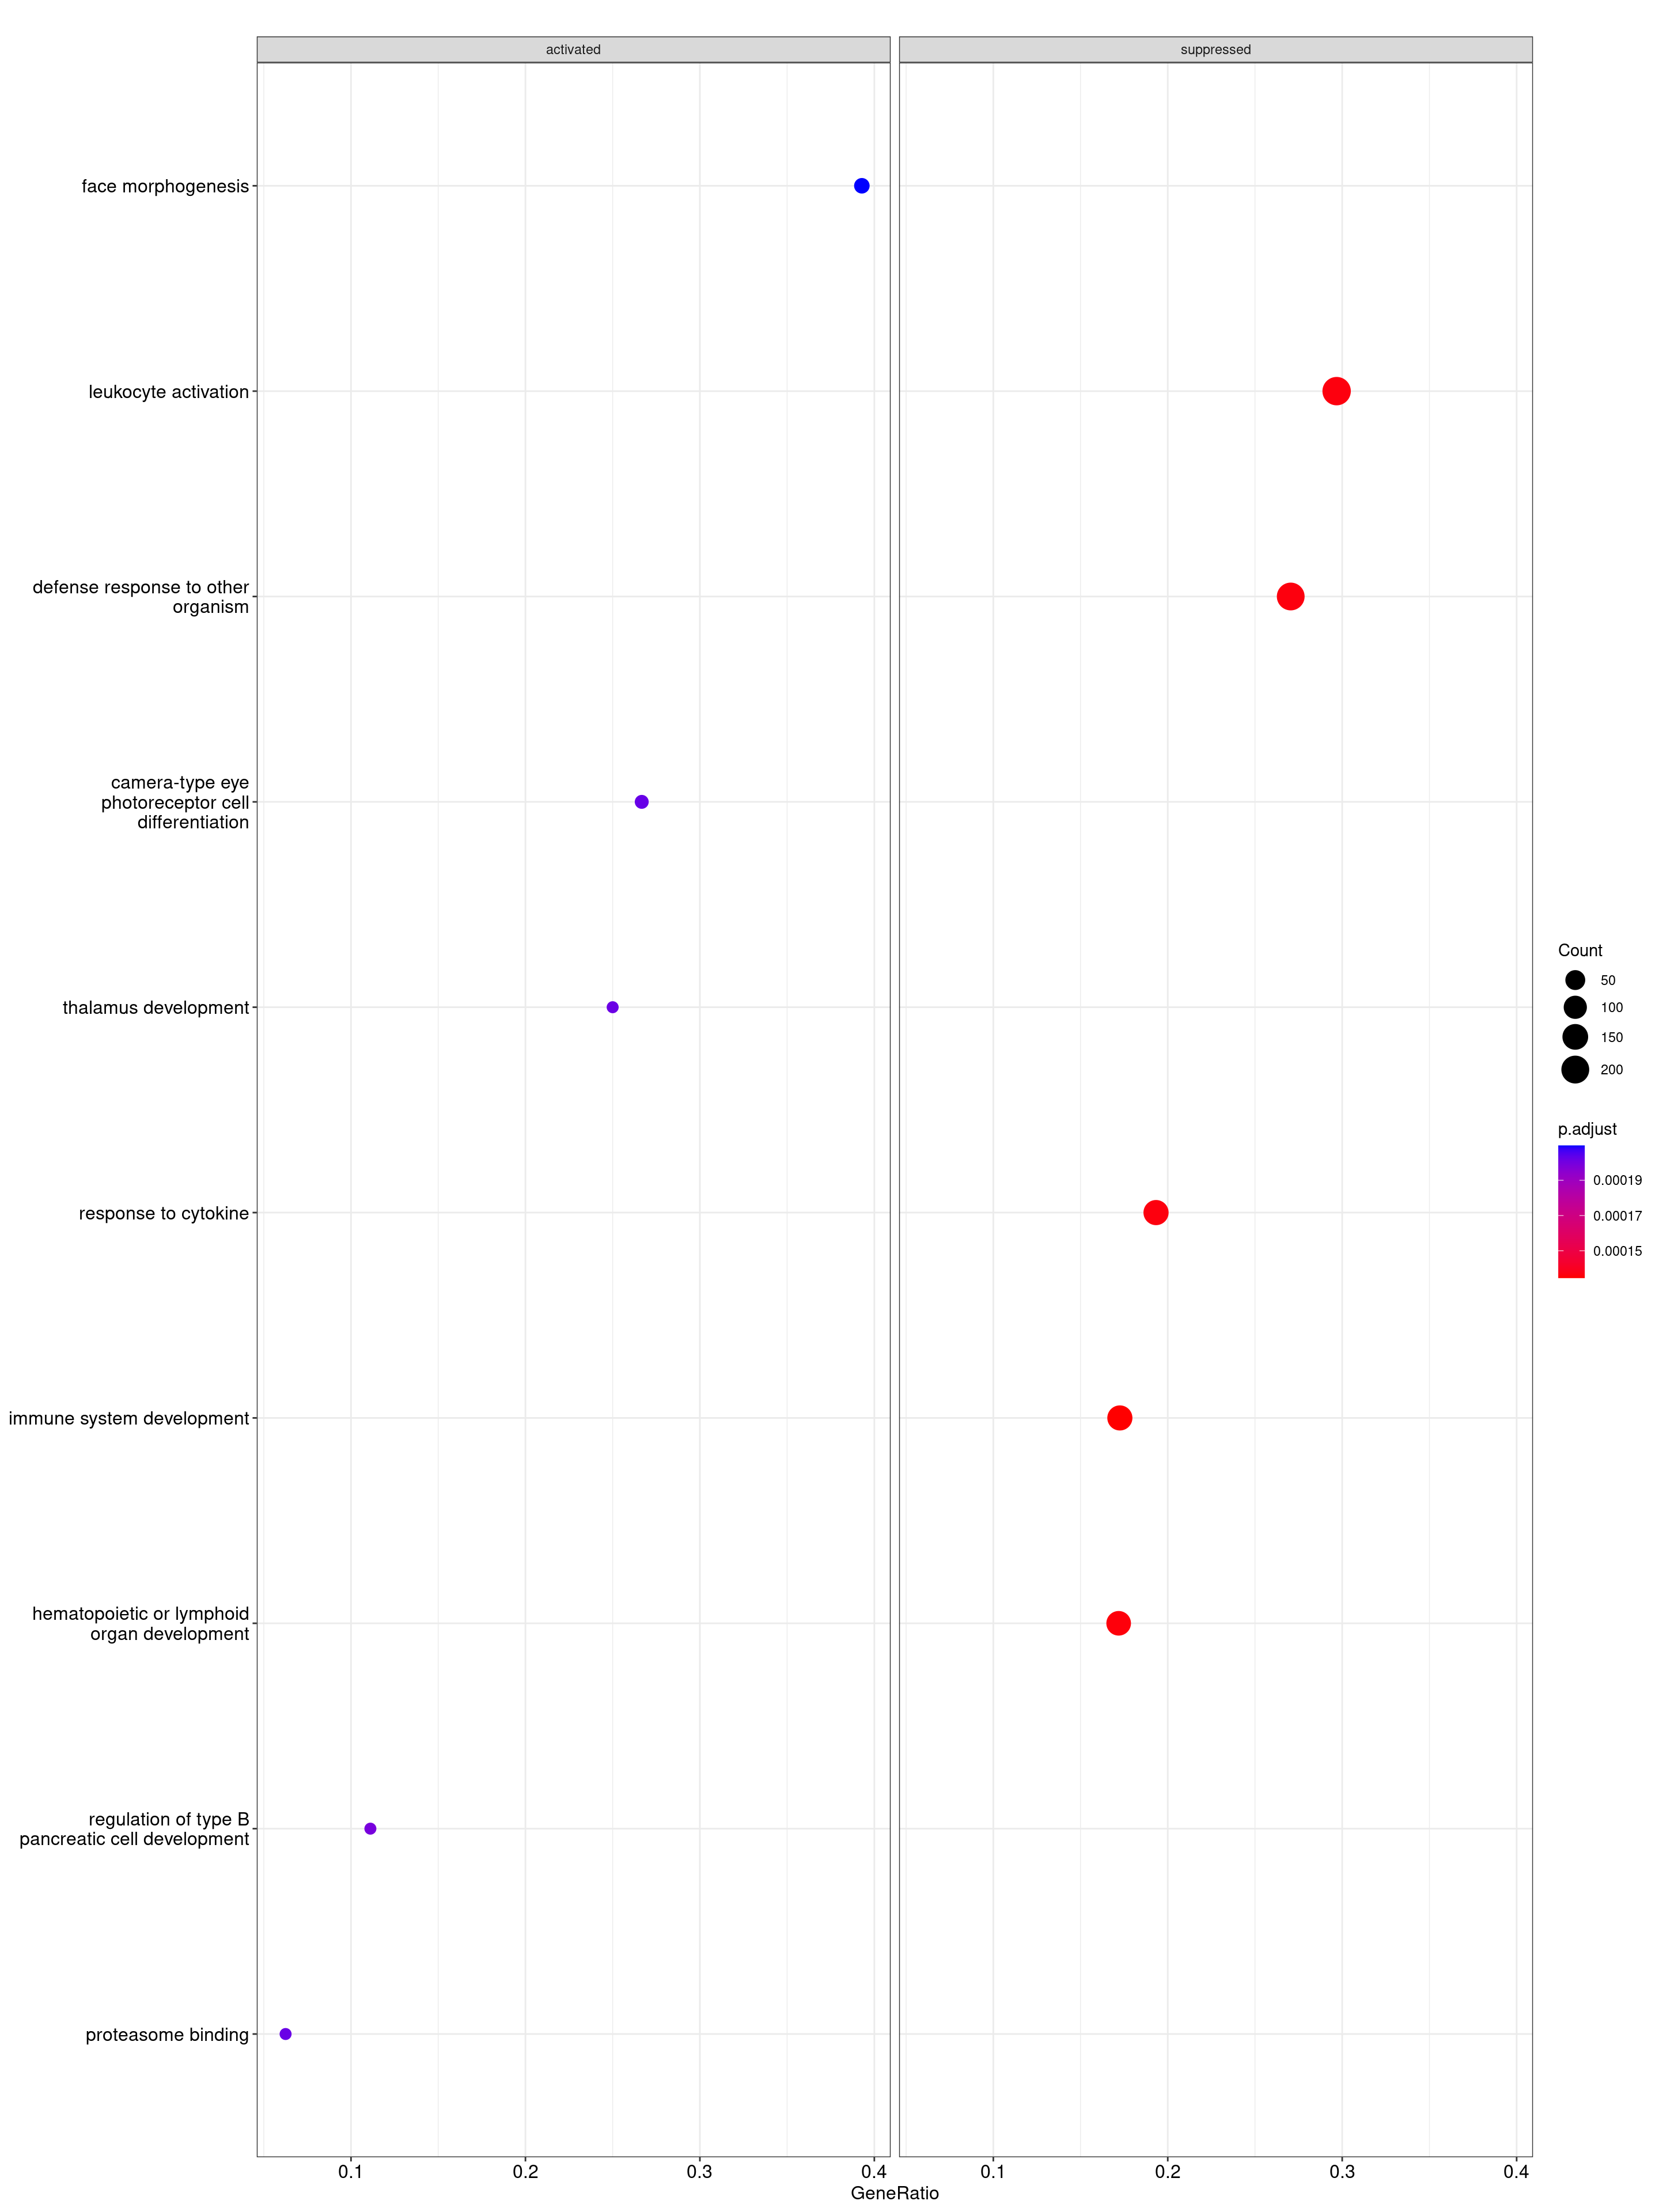 activated
suppressed
face morphogenesis
leukocyte activation
defense response to other
organism
camera-type eye
photoreceptor cell
differentiation
thalamus development
response to cytokine
immune system development
hematopoietic or lymphoid
organ development
regulation of type B
pancreatic cell development
proteasome binding
0.1
0.2
0.3
0.4
0.1
0.2
0.3
0.4
GeneRatio
Count
50
100
150
200
p.adjust
0.00019
0.00017
0.00015